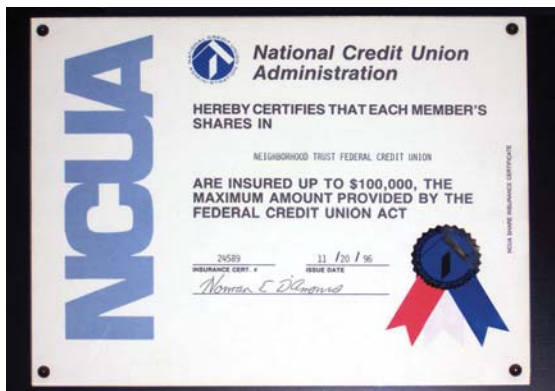 NCUA
National Credit Union
Administration
HEREBY CERTIFIES THAT EACH MEMBER'S
SHARES IN
NEIGHBORHOOD TRUST FEDERAL CREDIT UNION
ARE INSURED UP TO $100,000, THE
MAXIMUM AMOUNT PROVIDED BY THE
FEDERAL CREDIT UNION ACT
24589 11 / 20 / 96
INSURANCE CERT. # ISSUE DATE
Norman E. D'Amours
NCUA SHARE INSURANCE CERTIFICATE